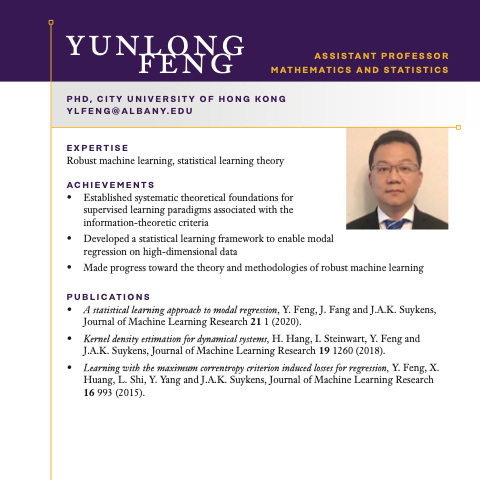 YUNLONG
FENG
ASSISTANT PROFESSOR
MATHEMATICS AND STATISTICS
PHD, CITY UNIVERSITY OF HONG KONG
YLFENG@ALBANY.EDU
EXPERTISE
Robust machine learning, statistical learning theory
ACHIEVEMENTS
• Established systematic theoretical foundations for
supervised learning paradigms associated with the
information-theoretic criteria
• Developed a statistical learning framework to enable modal
regression on high-dimensional data
• Made progress toward the theory and methodologies of robust machine learning
PUBLICATIONS
• A statistical learning approach to modal regression, Y. Feng, J. Fang and J.A.K. Suykens,
Journal of Machine Learning Research 21 1 (2020).
• Kernel density estimation for dynamical systems, H. Hang, I. Steinwart, Y. Feng and
J.A.K. Suykens, Journal of Machine Learning Research 19 1260 (2018).
• Learning with the maximum correntropy criterion induced losses for regression, Y. Feng, X.
Huang, L. Shi, Y. Yang and J.A.K. Suykens, Journal of Machine Learning Research
16 993 (2015).